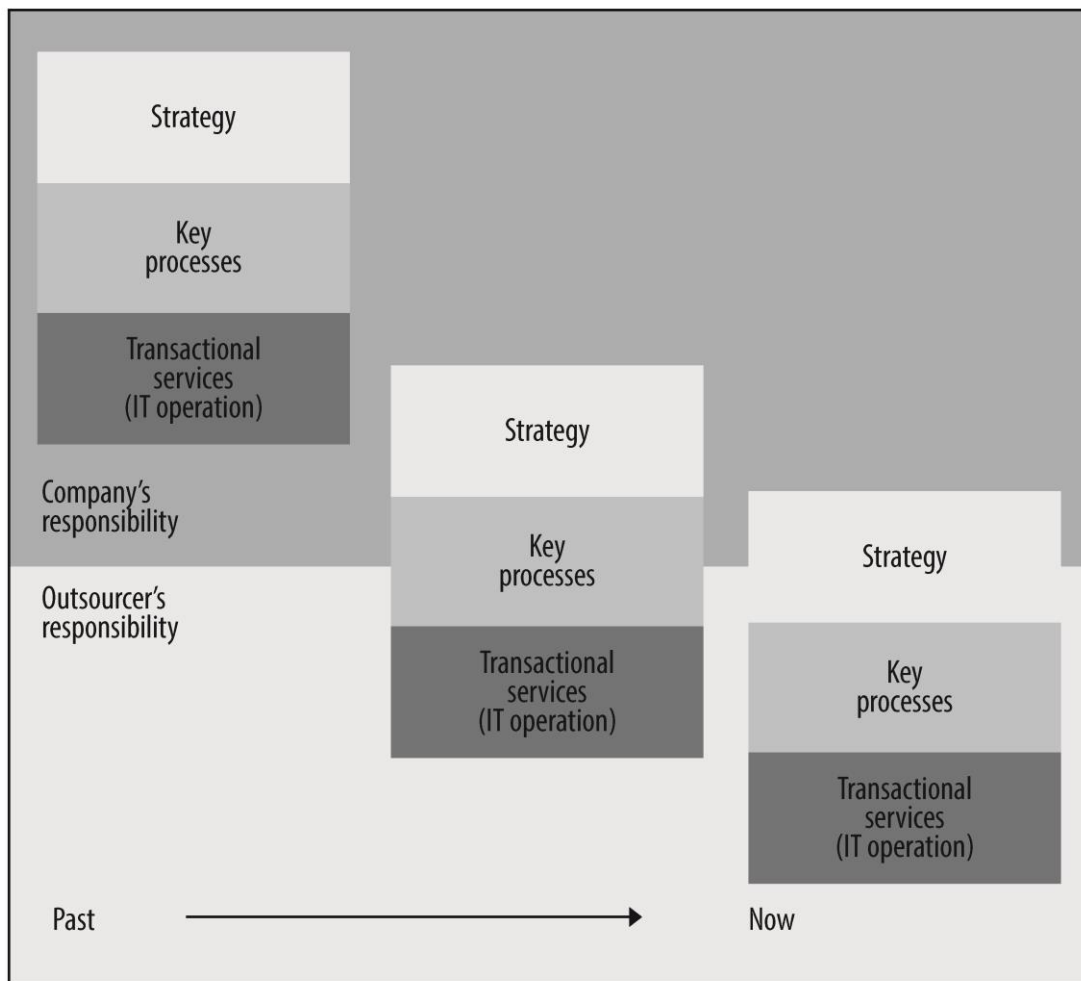 Strategy
Key
processes
Transactional
services
(IT operation)
Company’s
responsibility
Outsourcer’s
responsibility
Strategy
Key
processes
Transactional
services
(IT operation)
Strategy
Key
processes
Transactional
services
(IT operation)
Past
Now